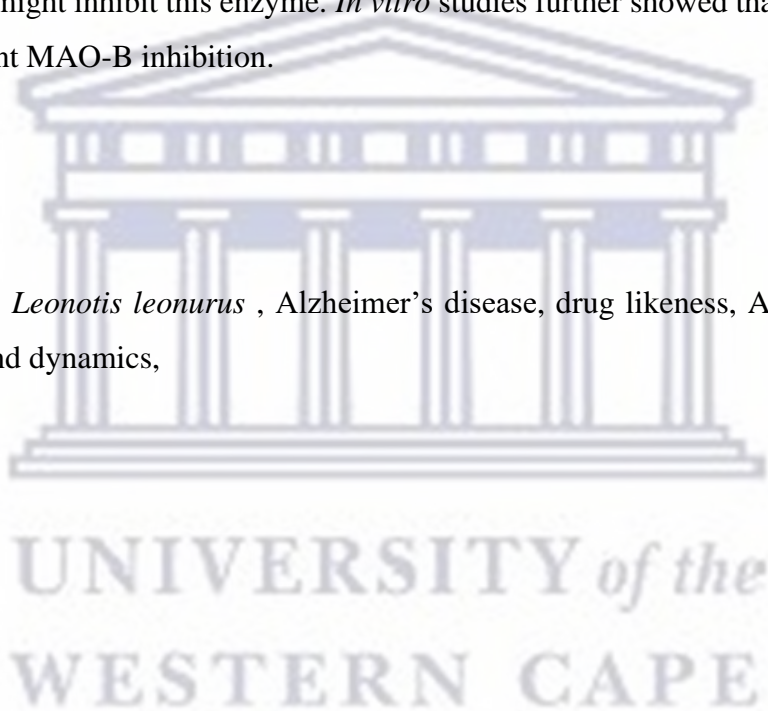 might inhibit this enzyme. In vitro studies further showed tha
nt MAO-B inhibition.
Leonotis leonurus , Alzheimer’s disease, drug likeness, A
nd dynamics,
UNIVERSITY of the
WESTERN CAPE